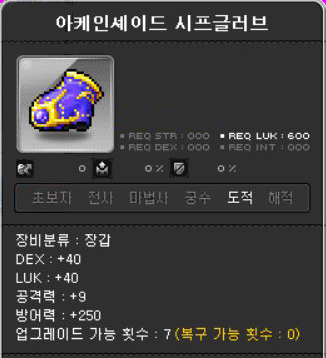 아케인셰이드 시프글러브
REQ STR : 000 REQ LUK : 600
REQ DEX : 000 REQ INT : 000
0 0 % 0 %
초보자 전사 마법사 궁수 도적 해적
장비분류 : 장갑
DEX : +40
LUK : +40
공격력 : +9
방어력 : +250
업그레이드 가능 횟수 : 7 (복구 가능 횟수 : 0)